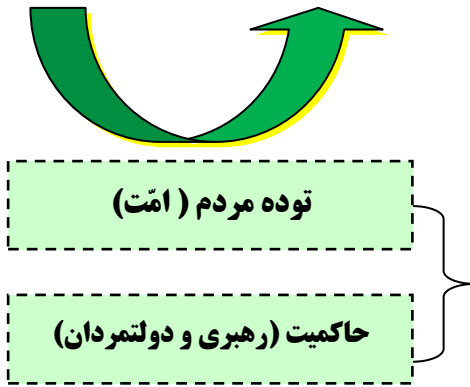 توده مردم ( امّت)
حاکمیت (رهبری و دولتمردان)